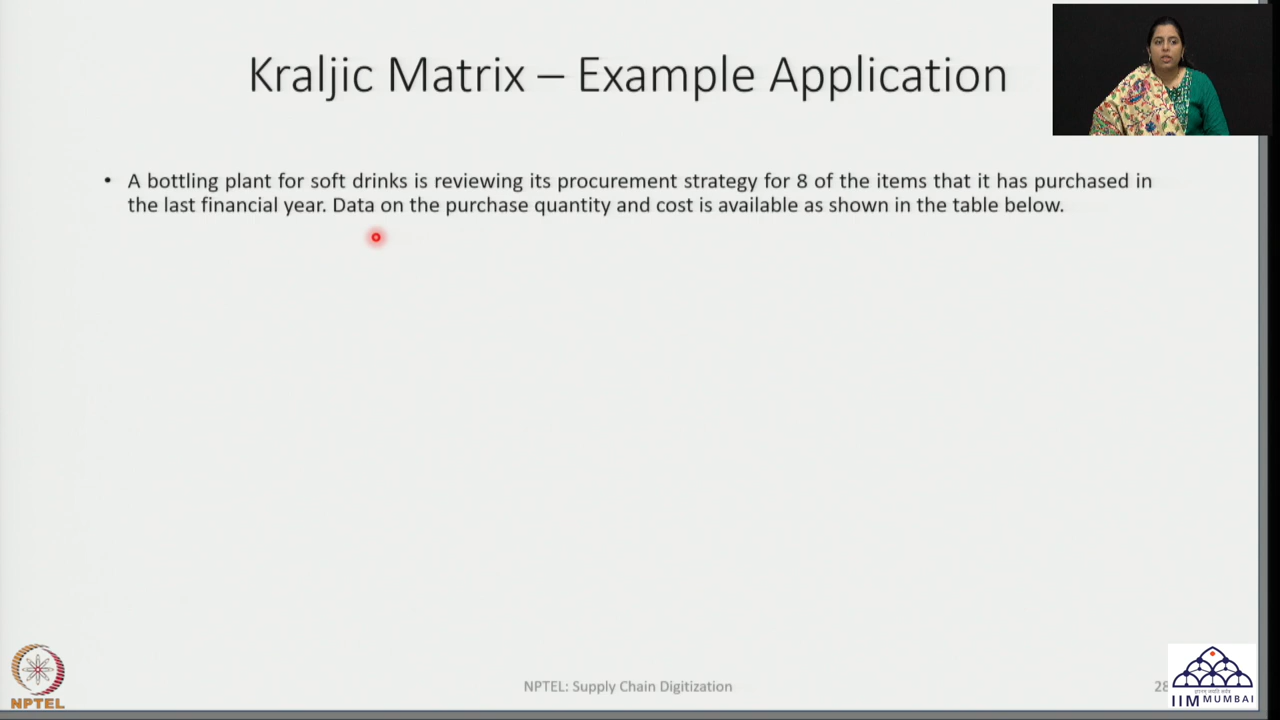 Kraljic Matrix – Example Application
• A bottling plant for soft drinks is reviewing its procurement strategy for 8 of the items that it has purchased in
the last financial year. Data on the purchase quantity and cost is available as shown in the table below.
NPTEL
NPTEL: Supply Chain Digitization
28
IIM MUMBAI